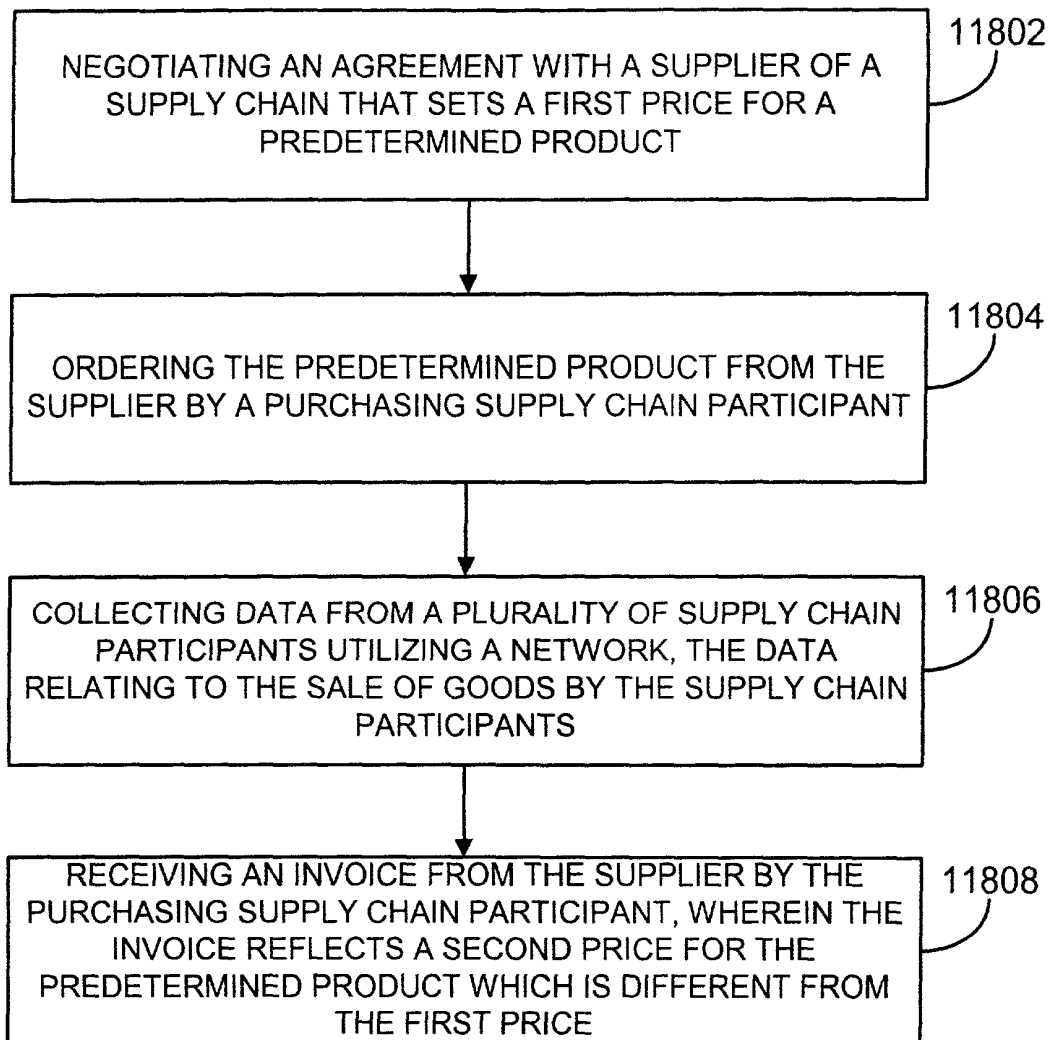 11802
NEGOTIATING AN AGREEMENT WITH A SUPPLIER OF A
SUPPLY CHAIN THAT SETS A FIRST PRICE FOR A
PREDETERMINED PRODUCT
11804
ORDERING THE PREDETERMINED PRODUCT FROM THE
SUPPLIER BY A PURCHASING SUPPLY CHAIN PARTICIPANT
11806
COLLECTING DATA FROM A PLURALITY OF SUPPLY CHAIN
PARTICIPANTS UTILIZING A NETWORK, THE DATA
RELATING TO THE SALE OF GOODS BY THE SUPPLY CHAIN
PARTICIPANTS
11808
RECEIVING AN INVOICE FROM THE SUPPLIER BY THE
PURCHASING SUPPLY CHAIN PARTICIPANT, WHEREIN THE
INVOICE REFLECTS A SECOND PRICE FOR THE
PREDETERMINED PRODUCT WHICH IS DIFFERENT FROM
THE FIRST PRICE